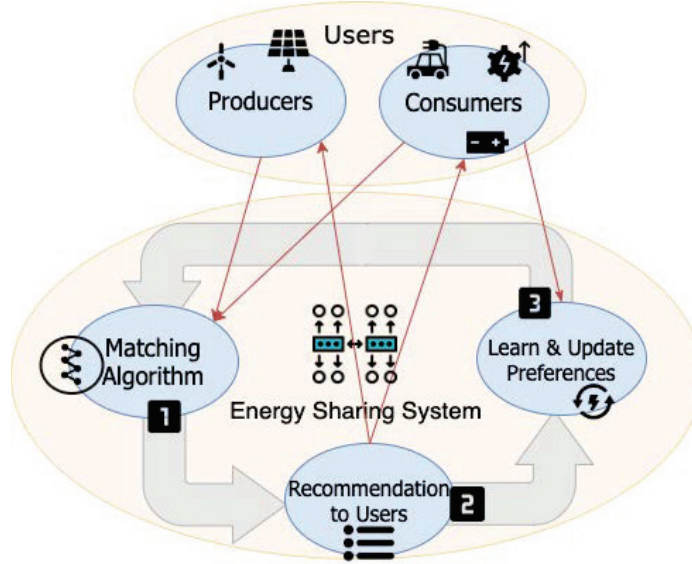 Users
Producers
Consumers
3
Matching
Algorithm
Learn & Update
Preferences
1
Energy Sharing System
Recommendation
to Users
2